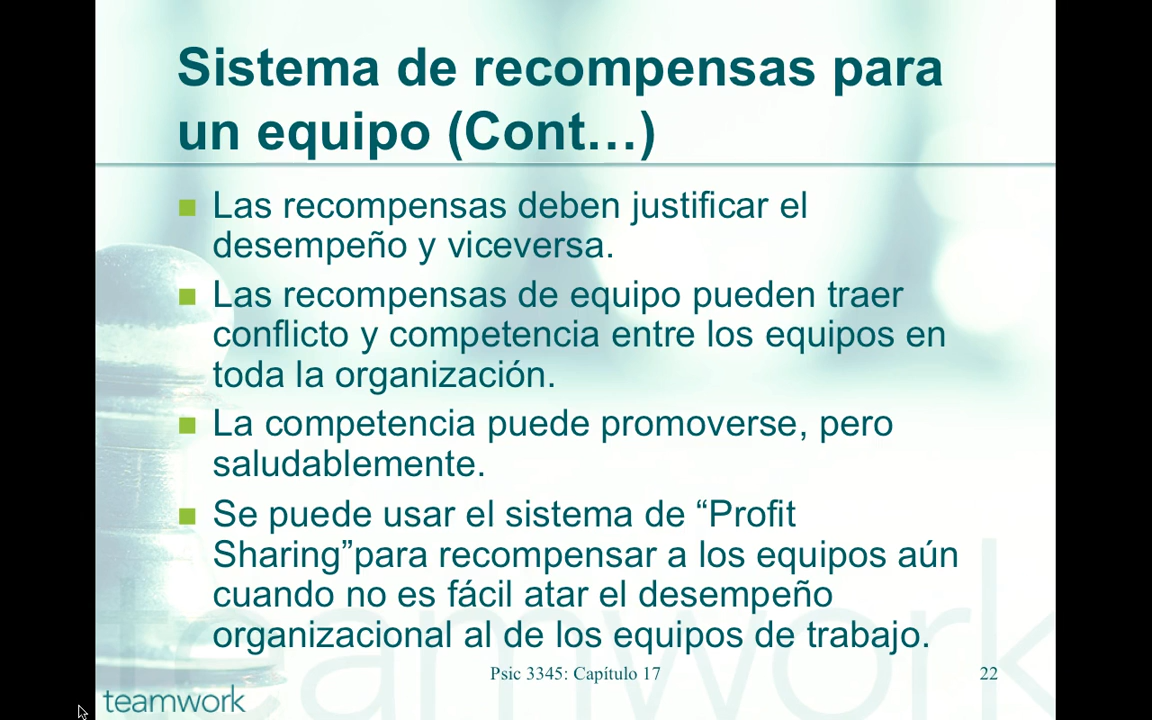 Sistema de recompensas para
un equipo (Cont…)
Las recompensas deben justificar el
desempeño y viceversa.
Las recompensas de equipo pueden traer
conflicto y competencia entre los equipos en
toda la organización.
La competencia puede promoverse, pero
saludablemente.
Se puede usar el sistema de “Profit
Sharing”para recompensar a los equipos aún
cuando no es fácil atar el desempeño
organizacional al de los equipos de trabajo.
Psic 3345: Capítulo 17
22
teamwork
teamwork